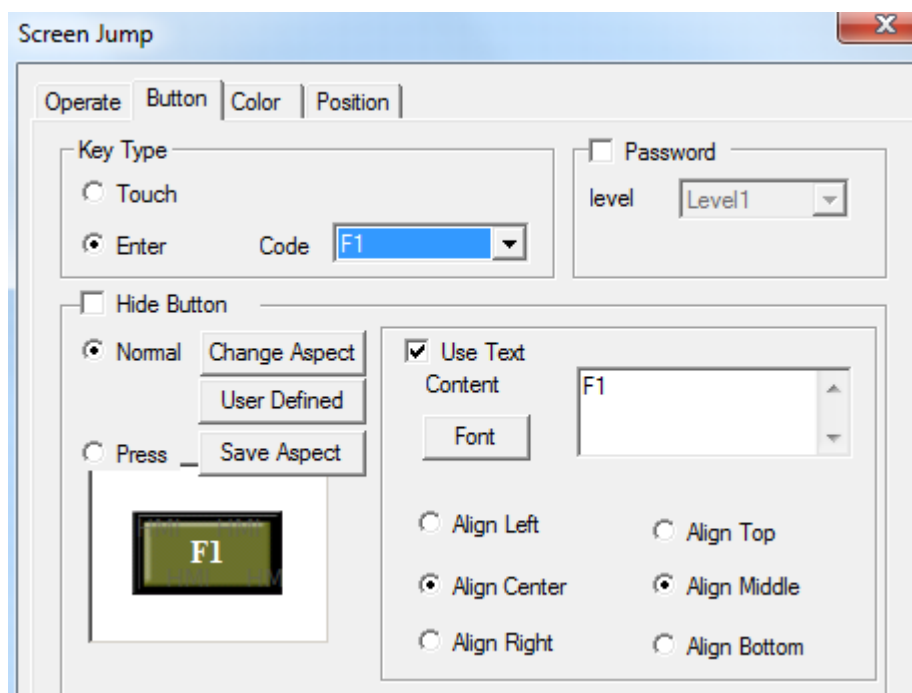 Screen Jump
Operate Button Color Position
Key Type
Touch
Enter Code F1
Password
level Level1
Hide Button
Normal Change Aspect
User Defined
Press Save Aspect
F1
Use Text
Content F1
Font
Align Left Align Top
Align Center Align Middle
Align Right Align Bottom